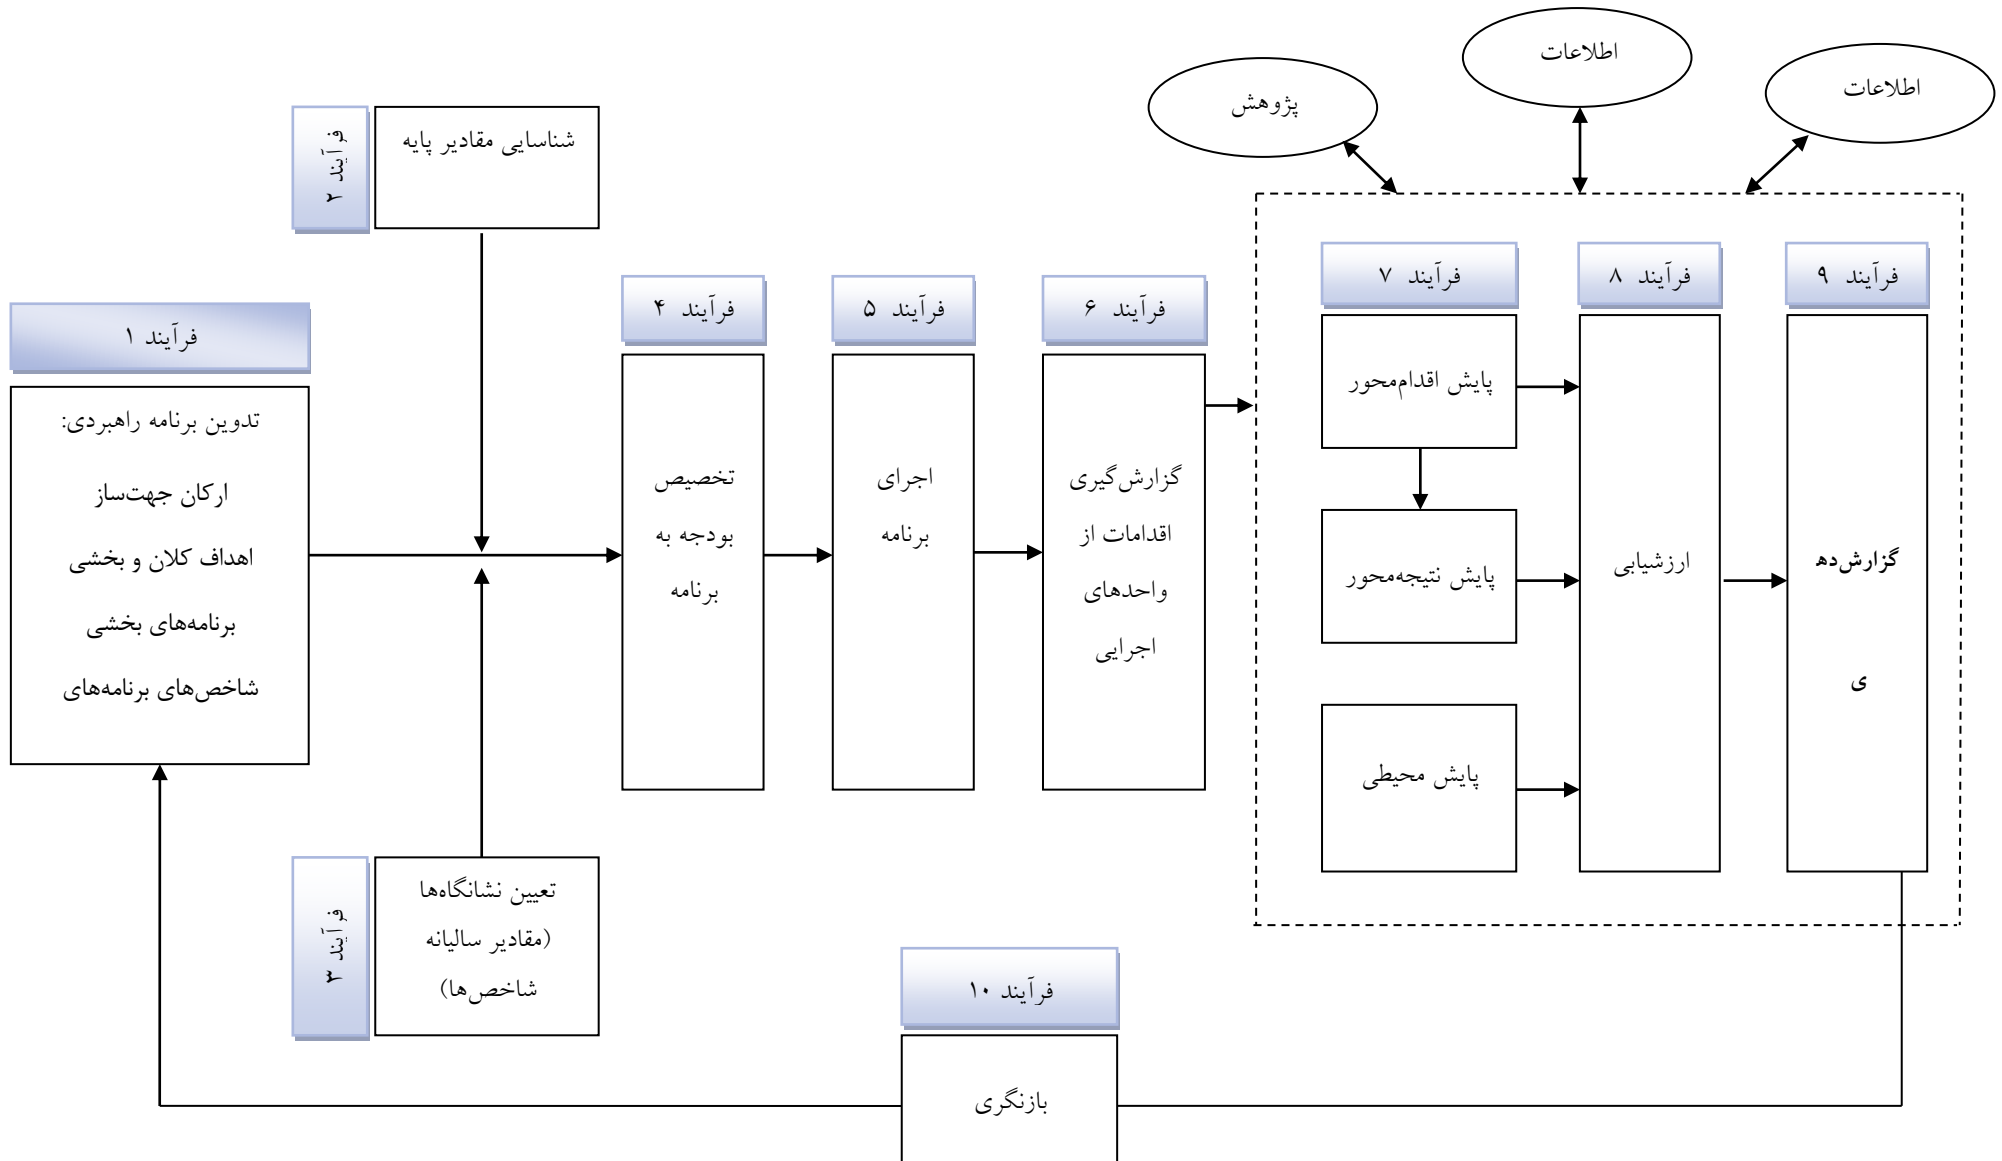 اطلاعات
اطلاعات
پژوهش
فرآیند ۲
شناسایی مقادیر پایه
فرآیند ۱
تدوین برنامه راهبردی:
ارکان جهت‌ساز
اهداف کلان و بخشی
برنامه‌های بخشی
شاخص‌های برنامه‌های
فرآیند ۳
تعیین نشانگاه‌ها
(مقادیر سالیانه
شاخص‌ها)
فرآیند ۴
تخصیص
بودجه به
برنامه
فرآیند ۵
اجرای
برنامه
فرآیند ۶
گزارش‌گیری
اقدامات از
واحدهای
اجرایی
فرآیند ۷
پایش اقدام‌محور
پایش نتیجه‌محور
پایش محیطی
فرآیند ۸
ارزشیابی
فرآیند ۹
گزارش‌ده
ی
فرآیند ۱۰
بازنگری